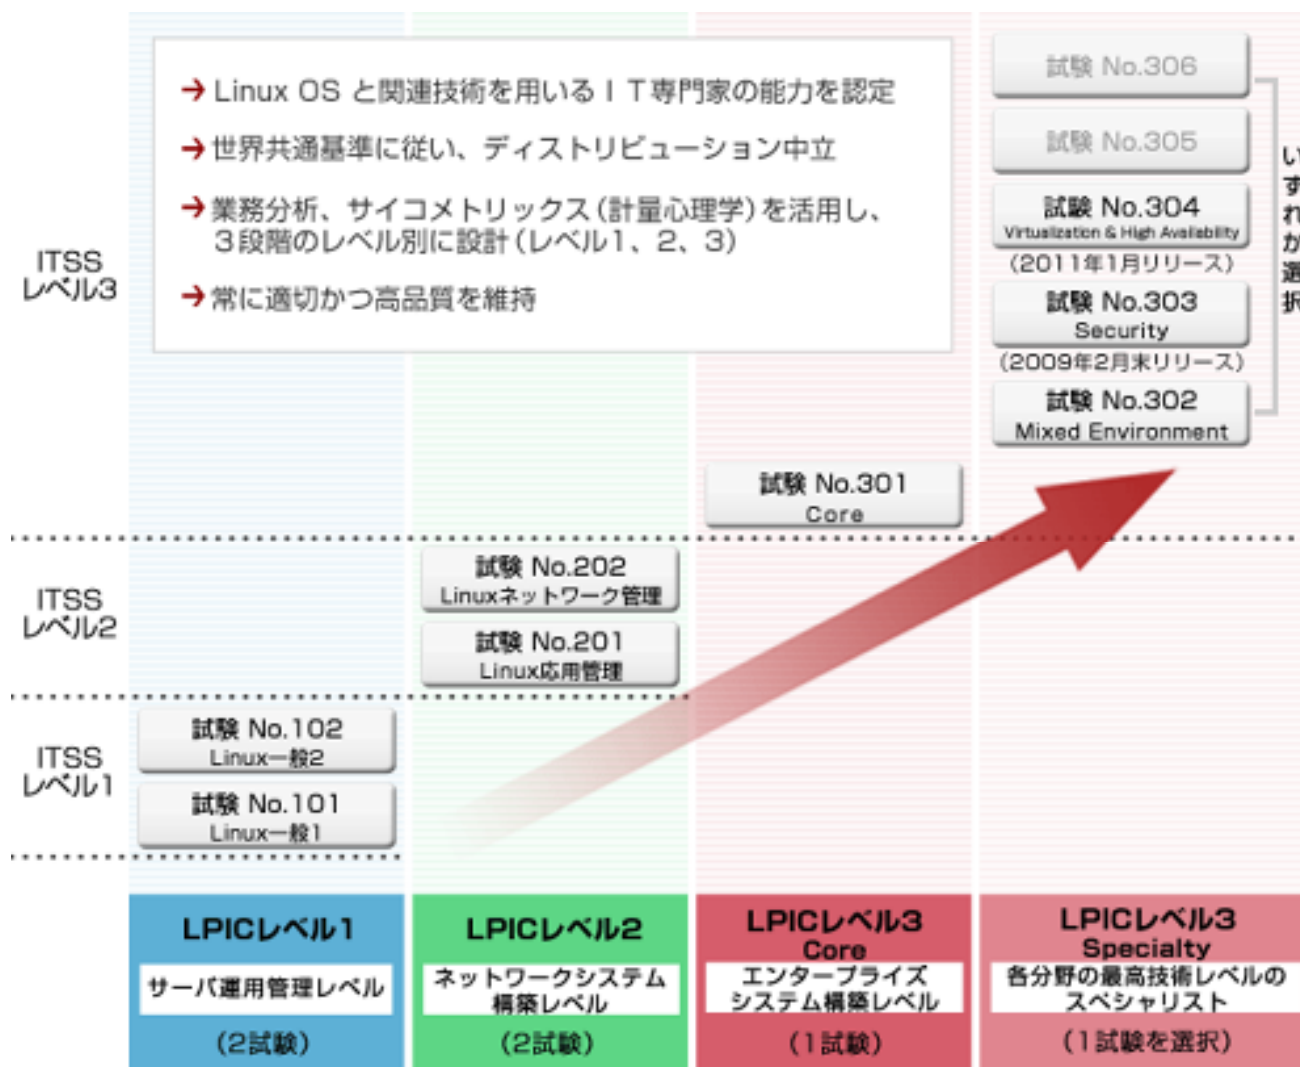 → Linux OS と関連技術を用いるＩＴ専門家の能力を認定
→ 世界共通基準に従い、ディストリビューション中立
→ 業務分析、サイコメトリックス（計量心理学）を活用し、
３段階のレベル別に設計（レベル1、2、3）
→ 常に適切かつ高品質を維持
試験 No.306
試験 No.305
試験 No.304
Virtualization & High Availability
（2011年1月リリース）
試験 No.303
Security
（2009年2月末リリース）
試験 No.302
Mixed Environment
いずれか選択
ITSS
レベル3
試験 No.301
Core
ITSS
レベル2
試験 No.202
Linuxネットワーク管理
試験 No.201
Linux応用管理
ITSS
レベル1
試験 No.102
Linux一般2
試験 No.101
Linux一般1
LPICレベル1
サーバ運用管理レベル
（2試験）
LPICレベル2
ネットワークシステム
構築レベル
（2試験）
LPICレベル3
Core
エンタープライズ
システム構築レベル
（1試験）
LPICレベル3
Specialty
各分野の最高技術レベルの
スペシャリスト
（1試験を選択）